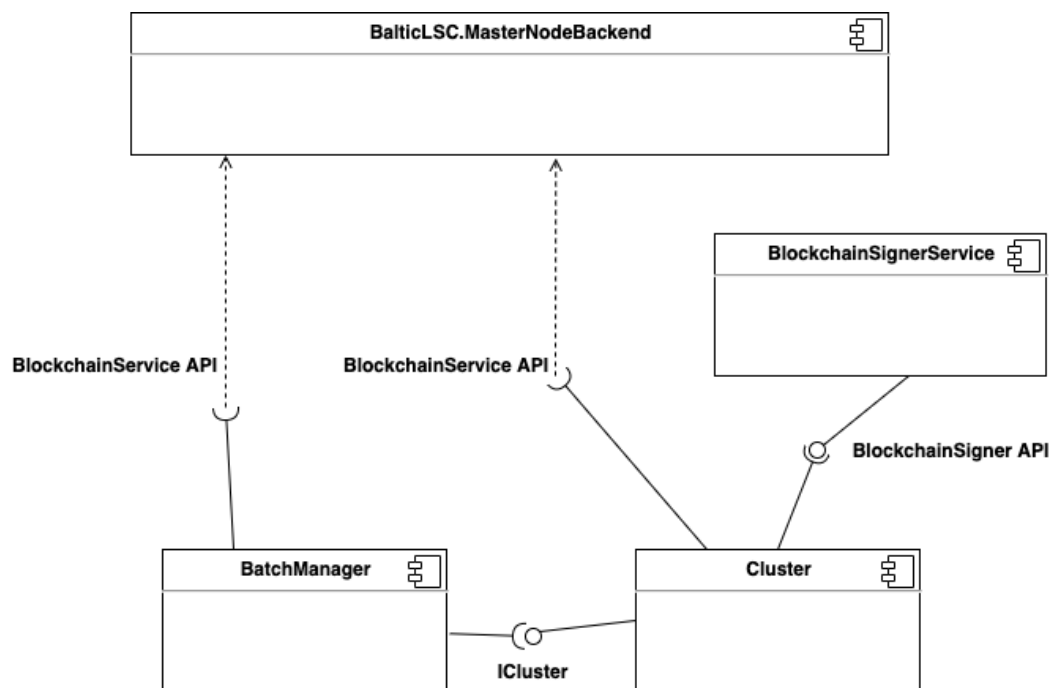 BalticLSC.MasterNodeBackend
BlockchainSignerService
BlockchainService API
BlockchainService API
BlockchainSigner API
BatchManager
Cluster
ICluster